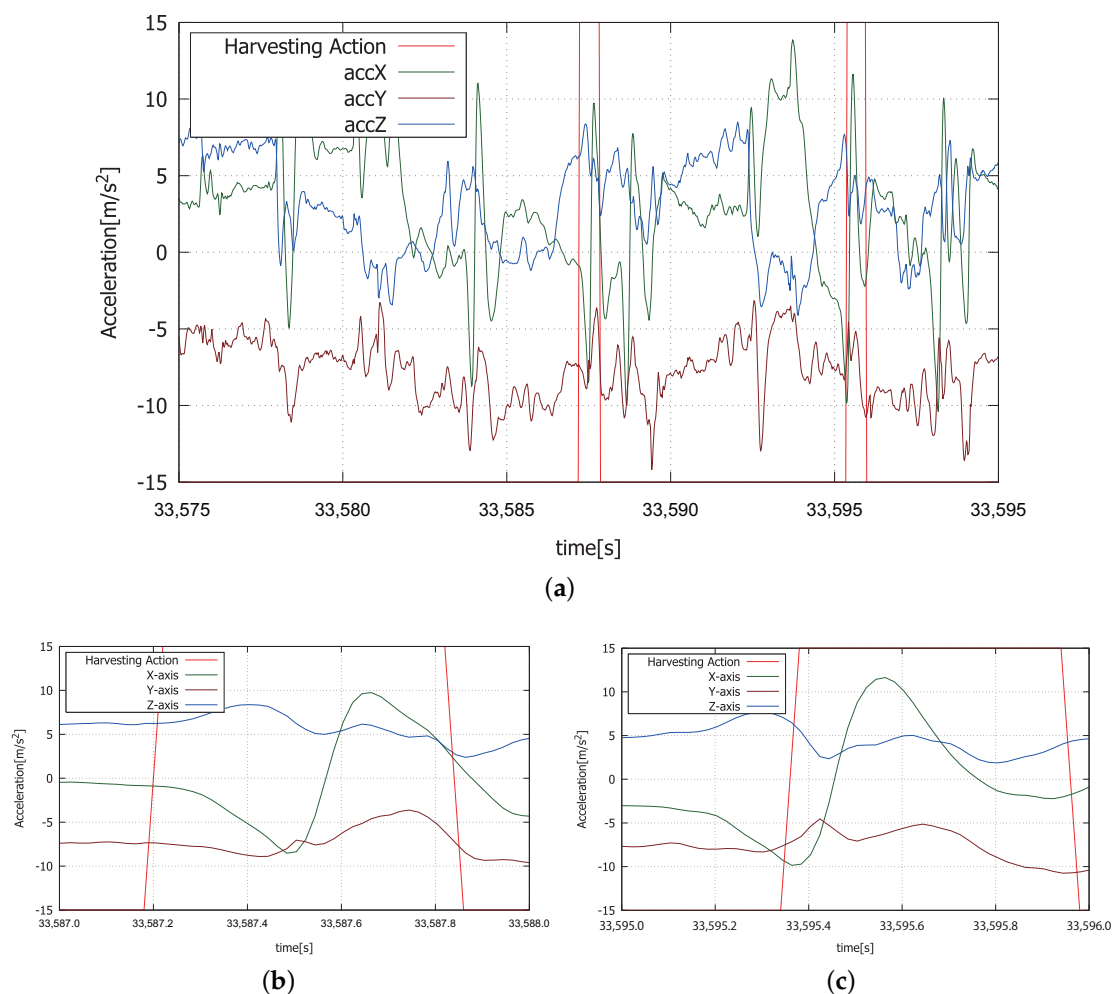 15
10
5
0
-5
-10
-15
Acceleration[m/s²]
Harvesting Action
accX
accY
accZ
33,575 33,580 33,585 33,590 33,595 33,595
time[s]
(a)
15
10
5
0
-5
-10
-15
Acceleration[m/s²]
Harvesting Action
X-axis
Y-axis
Z-axis
33,587.0 33,587.2 33,587.4 33,587.6 33,587.8 33,588.0
time[s]
(b)
15
10
5
0
-5
-10
-15
Acceleration[m/s²]
Harvesting Action
X-axis
Y-axis
Z-axis
33,595.0 33,595.2 33,595.4 33,595.6 33,595.8 33,596.0
time[s]
(c)